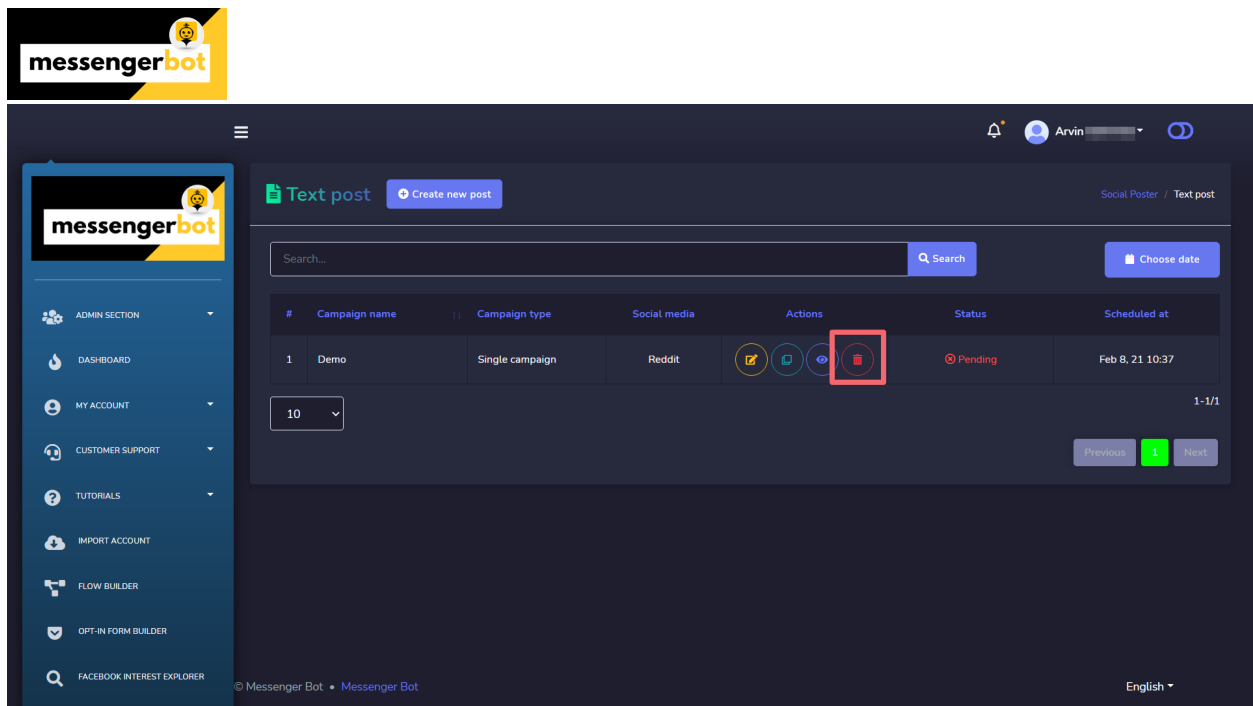 messengerbot
Arvin
messengerbot
Text post
Create new post
Social Poster / Text post
Search...
Search
Choose date
# Campaign name Campaign type Social media Actions Status Scheduled at
1 Demo Single campaign Reddit Pending Feb 8, 21 10:37
10
1-1/1
Previous 1 Next
ADMIN SECTION
DASHBOARD
MY ACCOUNT
CUSTOMER SUPPORT
TUTORIALS
IMPORT ACCOUNT
FLOW BUILDER
OPT-IN FORM BUILDER
FACEBOOK INTEREST EXPLORER
© Messenger Bot • Messenger Bot
English